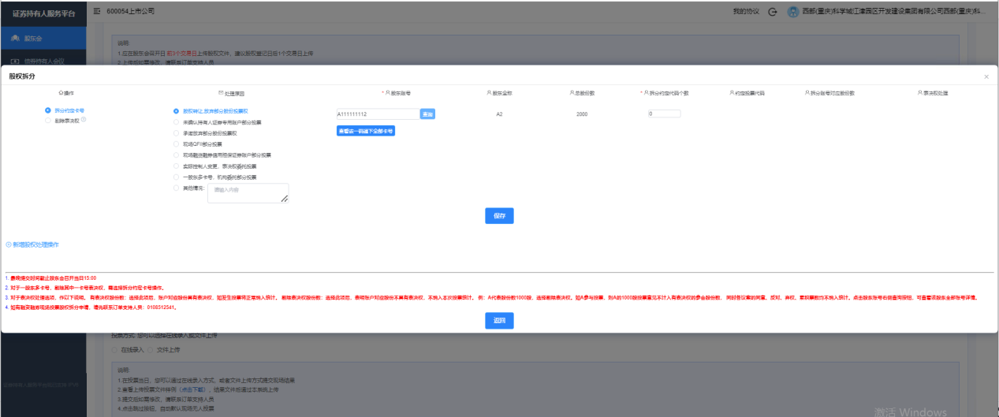 证券持有人服务平台
600054上市公司
我的协议
西部(重庆)科学城江津园区开发建设集团有限公司西部(重庆)科...
股东会
债券持有人会议
说明:
1.应在股东会召开日 前3个交易日上传股权文件，建议股权登记日后1个交易日上传
2.上传后如需修改，请联系订单支持人员
股权拆分
操作
处理原因
* 股东账号
股东全称
总股份数
* 拆分约定代码个数
约定投票代码
拆分账号对应股份数
表决权处理
拆分约定卡号
剔除表决权
股权转让,放弃部分股份投票权
未确认持有人证券专用账户部分投票
承诺放弃部分股份投票权
现场QFII部分投票
现场融资融券信用担保证券账户部分投票
实际控制人变更，表决权委托投票
一股东多卡号，机构委托部分投票
其他情况:
请输入内容
A111111112
查询
查看该一码通下全部卡号
A2
2000
0
保存
新增股权处理操作
1. 最晚提交时间截止股东会召开当日15:00
2. 对于一股东多卡号，剔除其中一卡号表决权，需选择拆分约定卡号操作。
3. 对于表决权处理选项，作以下说明。 有表决权股份数：选择此项后，账户对应股份具有表决权，如发生投票将正常纳入统计。 剔除表决权股份数：选择此项后，表明账户对应股份不具有表决权，不纳入本次投票统计。 例：A代表股份数1000股，选择剔除表决权。如A参与投票，则A的1000股投票意见不计入有表决权的参会股份数， 同时各议案的同意、反对、弃权、累积票数均不纳入统计。点击股东账号右侧查询按钮，可查看该股东全部账号详情。
4. 如有融资融券现场投票股权拆分申请，请先联系订单支持人员：0108512541。
返回
投票方式: 您可以选择在线录入或文件上传
在线录入
文件上传
说明:
1.在投票当日，您可以通过在线录入方式、或者文件上传方式提交现场结果
2.查看上传投票文件样例（点击下载），结果文件后通过本系统上传
3.提交后如需修改，请联系订单支持人员
4.点击跳过按钮，自动默认现场无人投票
激活 Windows